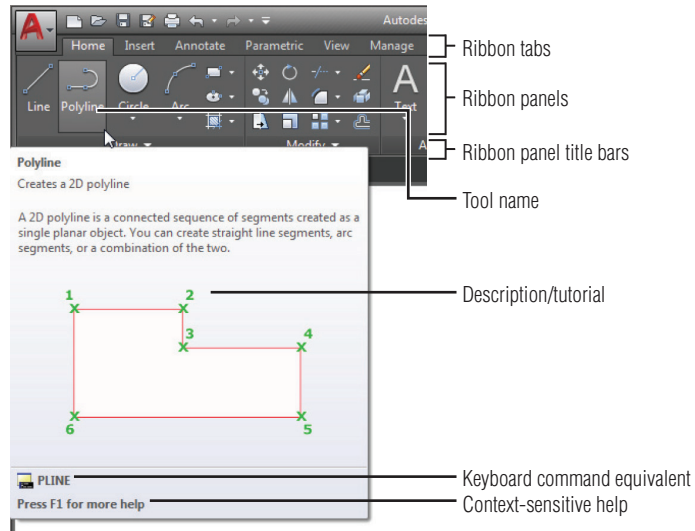 Autodes
Home Insert Annotate Parametric View Manage
Ribbon tabs
Line Polyline Circle Arc Text
Ribbon panels
Draw Modify A
Ribbon panel title bars
Tool name
Polyline
Creates a 2D polyline
A 2D polyline is a connected sequence of segments created as a
single planar object. You can create straight line segments, arc
segments, or a combination of the two.
1 2
Description/tutorial
3 4
6 5
PLINE
Keyboard command equivalent
Press F1 for more help
Context-sensitive help